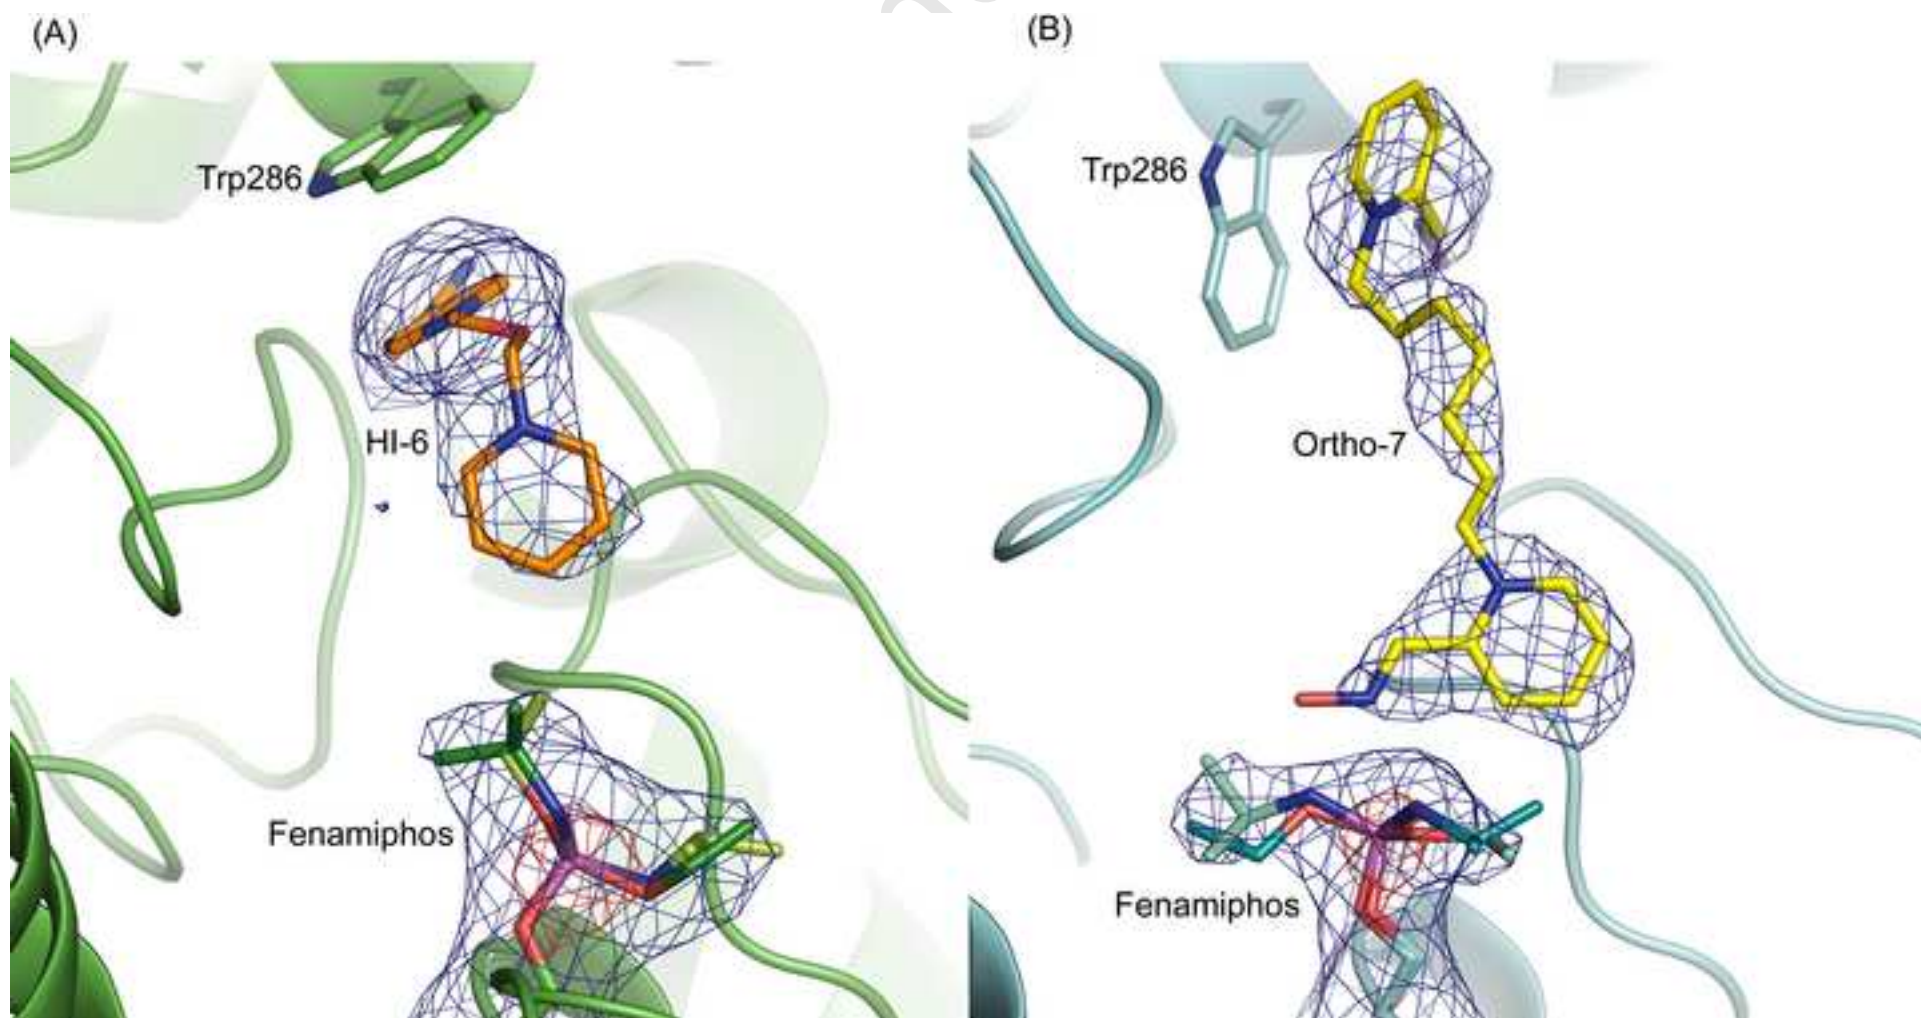 (A)
(B)
Trp286
Trp286
HI-6
Ortho-7
Fenamiphos
Fenamiphos